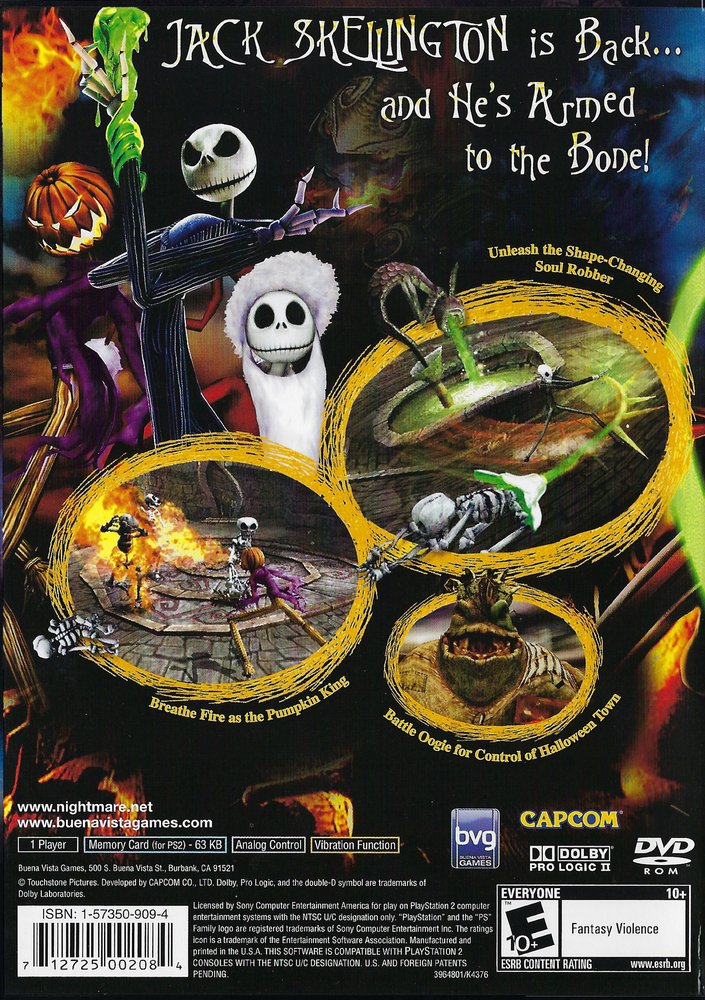 JACK SKELLINGTON is Back...
and He's Armed
to the Bone!
Unleash the Shape-Changing
Soul Robber
Breathe Fire as the Pumpkin King
Battle Oogie for Control of Halloween Town
www.nightmare.net
www.buenavistagames.com
1 Player
Memory Card (for PS2) - 63 KB
Analog Control
Vibration Function
bvg
BUENA VISTA
GAMES
CAPCOM
DOLBY
PRO LOGIC II
DVD
ROM
Buena Vista Games, 500 S. Buena Vista St., Burbank, CA 91521
© Touchstone Pictures. Developed by CAPCOM CO., LTD. Dolby, Pro Logic, and the double-D symbol are trademarks of
Dolby Laboratories.
ISBN: 1-57350-909-4
7 12725 00208 4
Licensed by Sony Computer Entertainment America for play on PlayStation 2 computer
entertainment systems with the NTSC U/C designation only. "PlayStation" and the "PS"
Family logo are registered trademarks of Sony Computer Entertainment Inc. The ratings
icon is a trademark of the Entertainment Software Association. Manufactured and
printed in the U.S.A. THIS SOFTWARE IS COMPATIBLE WITH PLAYSTATION 2
CONSOLES WITH THE NTSC U/C DESIGNATION. U.S. AND FOREIGN PATENTS
PENDING.
3964801/K4376
EVERYONE 10+
E
TM
10+
Fantasy Violence
ESRB CONTENT RATING www.esrb.org